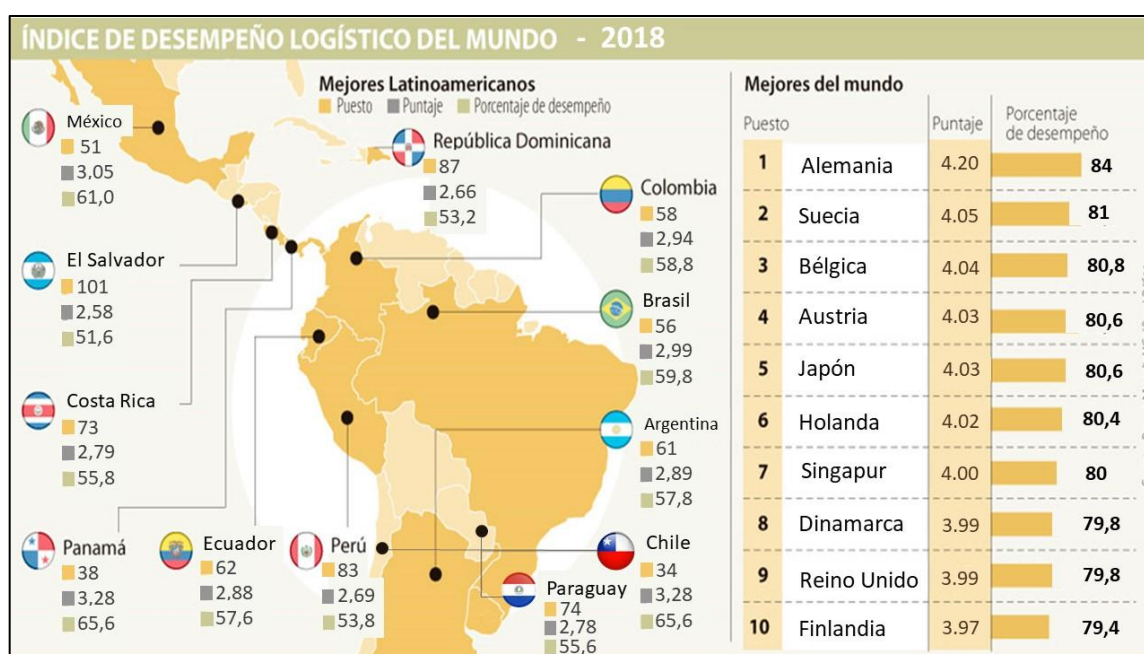 ÍNDICE DE DESEMPEÑO LOGÍSTICO DEL MUNDO - 2018
Mejores Latinoamericanos
Puesto Puntaje Porcentaje de desempeño
México
51
3.05
61,0
República Dominicana
87
2,66
53,2
Colombia
58
2,94
58,8
El Salvador
101
2,58
51,6
Brasil
56
2,99
59,8
Costa Rica
73
2,79
55,8
Argentina
61
2,89
57,8
Panamá
38
3,28
65,6
Ecuador
62
2,88
57,6
Perú
83
2,69
53,8
Paraguay
74
2,78
55,6
Chile
34
3,28
65,6
Mejores del mundo
Puesto Puntaje Porcentaje
de desempeño
1 Alemania 4.20 84
2 Suecia 4.05 81
3 Bélgica 4.04 80,8
4 Austria 4.03 80,6
5 Japón 4.03 80,6
6 Holanda 4.02 80,4
7 Singapur 4.00 80
8 Dinamarca 3.99 79,8
9 Reino Unido 3.99 79,8
10 Finlandia 3.97 79,4